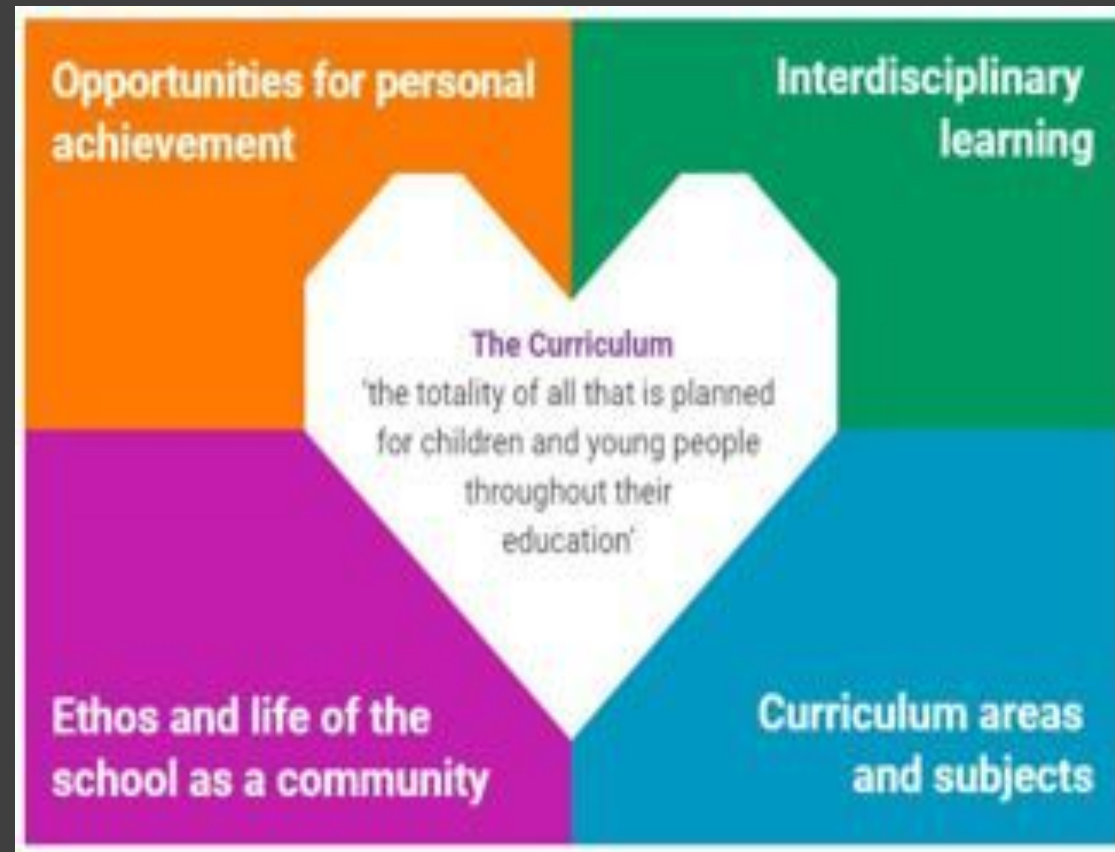 Opportunities for personal
achievement
Interdisciplinary
learning
The Curriculum
'the totality of all that is planned
for children and young people
throughout their
education'
Ethos and life of the
school as a community
Curriculum areas
and subjects